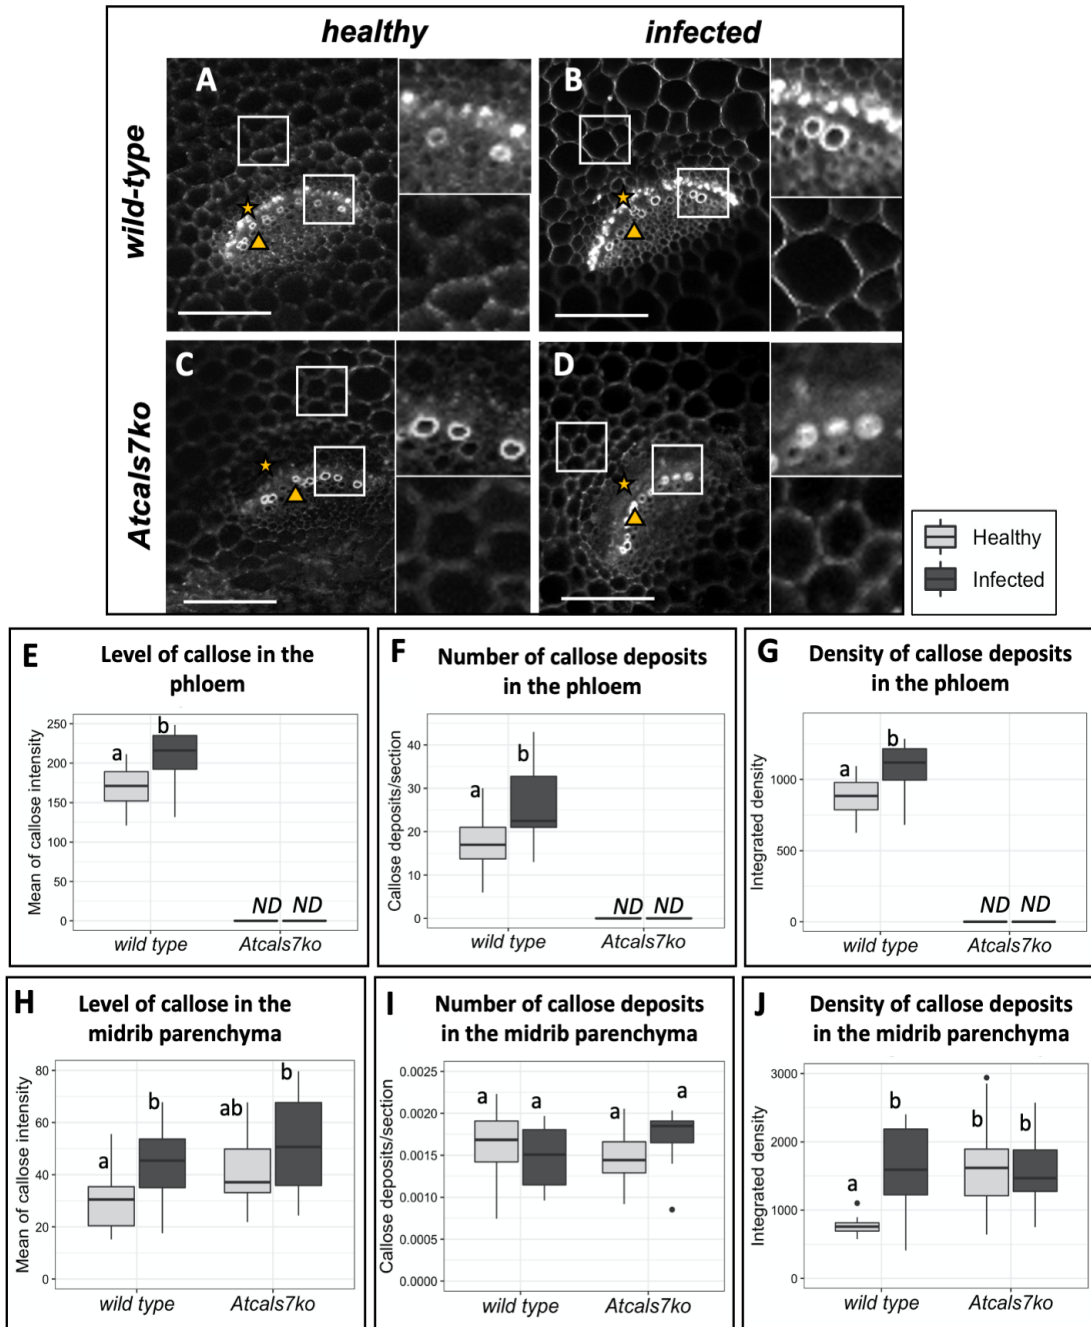 healthy
infected
wild-type
A
B
Atcals7ko
C
D
Healthy
Infected
E
Level of callose in the
phloem
Mean of callose intensity
250
200
150
100
50
0
a
b
ND ND
wild type
Atcals7ko
F
Number of callose deposits
in the phloem
Callose deposits/section
40
30
20
10
0
a
b
ND ND
wild type
Atcals7ko
G
Density of callose deposits
in the phloem
Integrated density
1000
500
0
a
b
ND ND
wild type
Atcals7ko
H
Level of callose in the
midrib parenchyma
Mean of callose intensity
80
60
40
20
0
a
b
ab
b
wild type
Atcals7ko
I
Number of callose deposits
in the midrib parenchyma
Callose deposits/section
0.0025
0.0020
0.0015
0.0010
0.0005
0.0000
a
a
a
a
wild type
Atcals7ko
J
Density of callose deposits
in the midrib parenchyma
Integrated density
3000
2000
1000
0
a
b
b
b
wild type
Atcals7ko